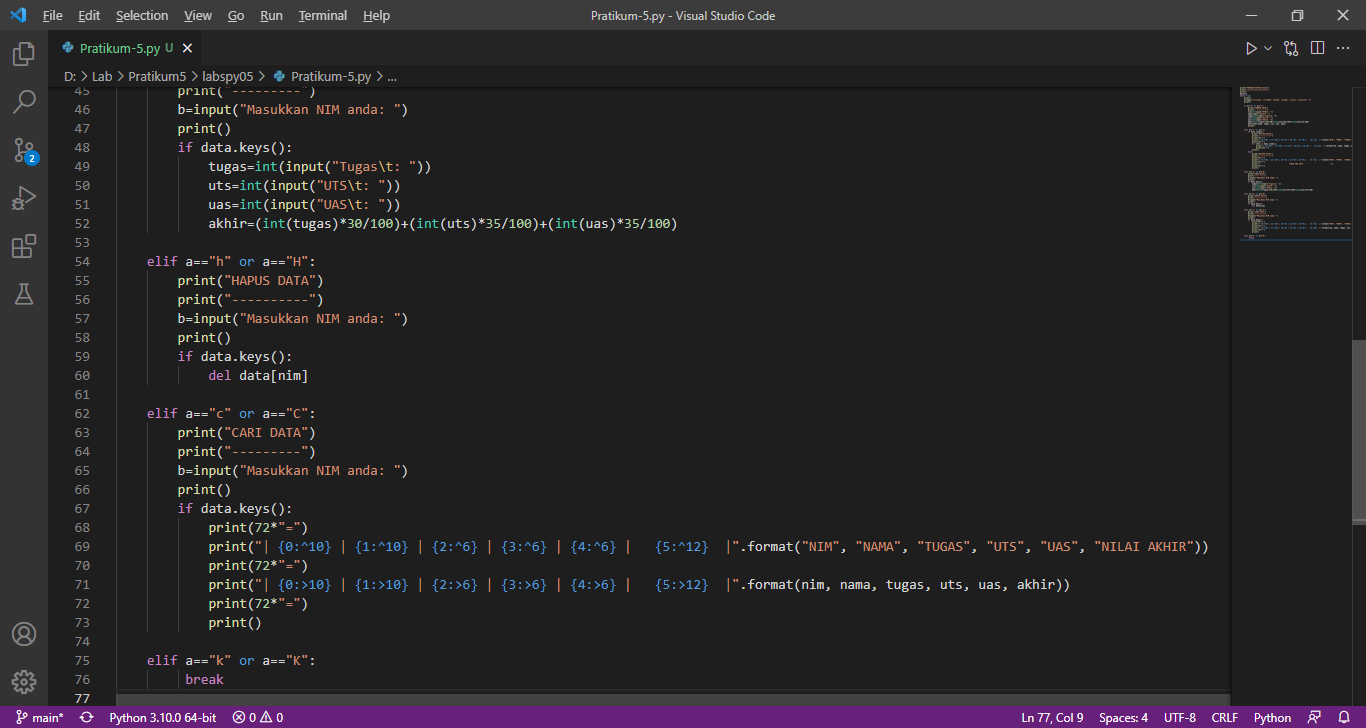 File Edit Selection View Go Run Terminal Help Pratikum-5.py - Visual Studio Code
Pratikum-5.py U
D: > Lab > Pratikum5 > labspy05 > Pratikum-5.py > ...
45 print("---------")
46 b=input("Masukkan NIM anda: ")
47 print()
48 if data.keys():
49 tugas=int(input("Tugas\t: "))
50 uts=int(input("UTS\t: "))
51 uas=int(input("UAS\t: "))
52 akhir=(int(tugas)*30/100)+(int(uts)*35/100)+(int(uas)*35/100)
53
54 elif a=="h" or a=="H":
55 print("HAPUS DATA")
56 print("----------")
57 b=input("Masukkan NIM anda: ")
58 print()
59 if data.keys():
60 del data[nim]
61
62 elif a=="c" or a=="C":
63 print("CARI DATA")
64 print("---------")
65 b=input("Masukkan NIM anda: ")
66 print()
67 if data.keys():
68 print(72*"=")
69 print("| {0:^10} | {1:^10} | {2:^6} | {3:^6} | {4:^6} |   {5:^12}  |".format("NIM", "NAMA", "TUGAS", "UTS", "UAS", "NILAI AKHIR"))
70 print(72*"=")
71 print("| {0:>10} | {1:>10} | {2:>6} | {3:>6} | {4:>6} |   {5:>12}  |".format(nim, nama, tugas, uts, uas, akhir))
72 print(72*"=")
73 print()
74
75 elif a=="k" or a=="K":
76 break
77
2
main* Python 3.10.0 64-bit 0 0 Ln 77, Col 9 Spaces: 4 UTF-8 CRLF Python